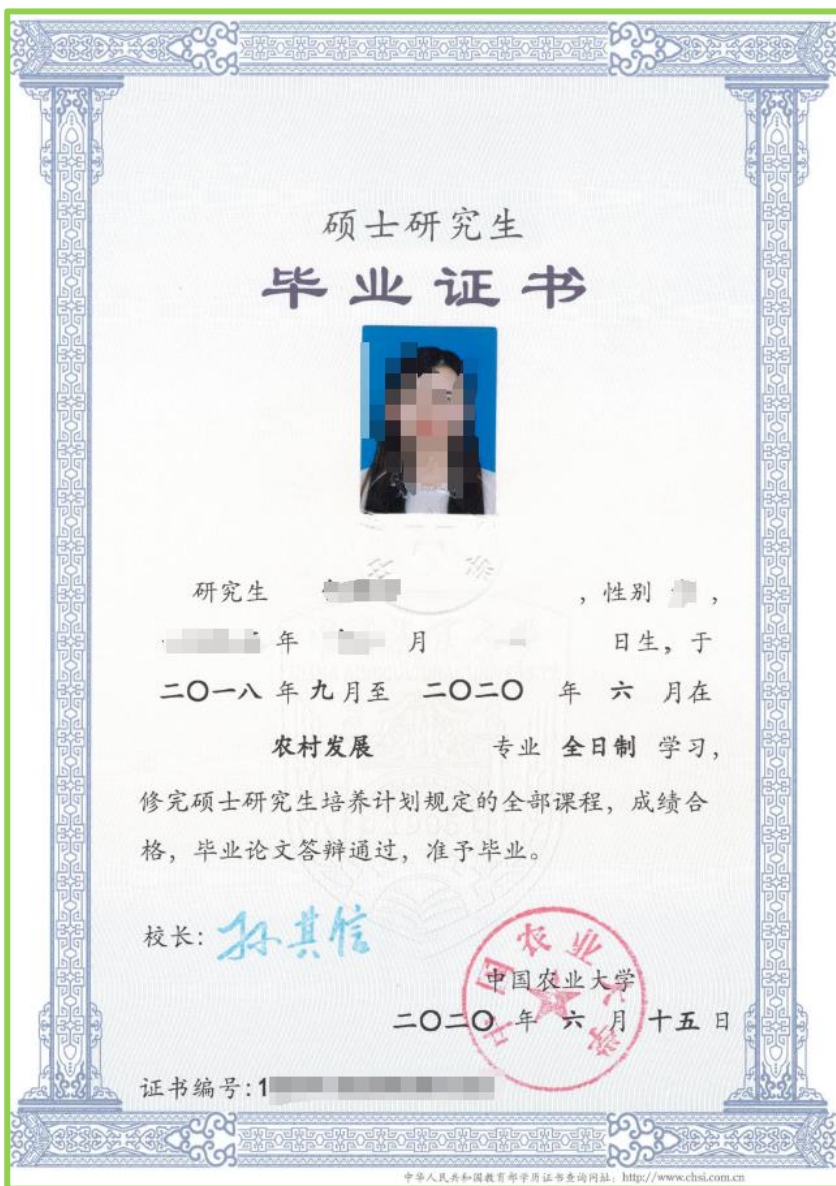 硕士研究生
毕业证书
研究生 ，性别 ，
年 月 日生，于
二〇一八 年 九 月至 二〇二〇 年 六 月在
农村发展 专业 全日制 学习，
修完硕士研究生培养计划规定的全部课程，成绩合
格，毕业论文答辩通过，准予毕业。
校长：孙其信
中国农业大学
中国农业大学
二〇二〇 年 六 月 十五 日
证书编号：1
中华人民共和国教育部学历证书查询网址：http://www.chsi.com.cn